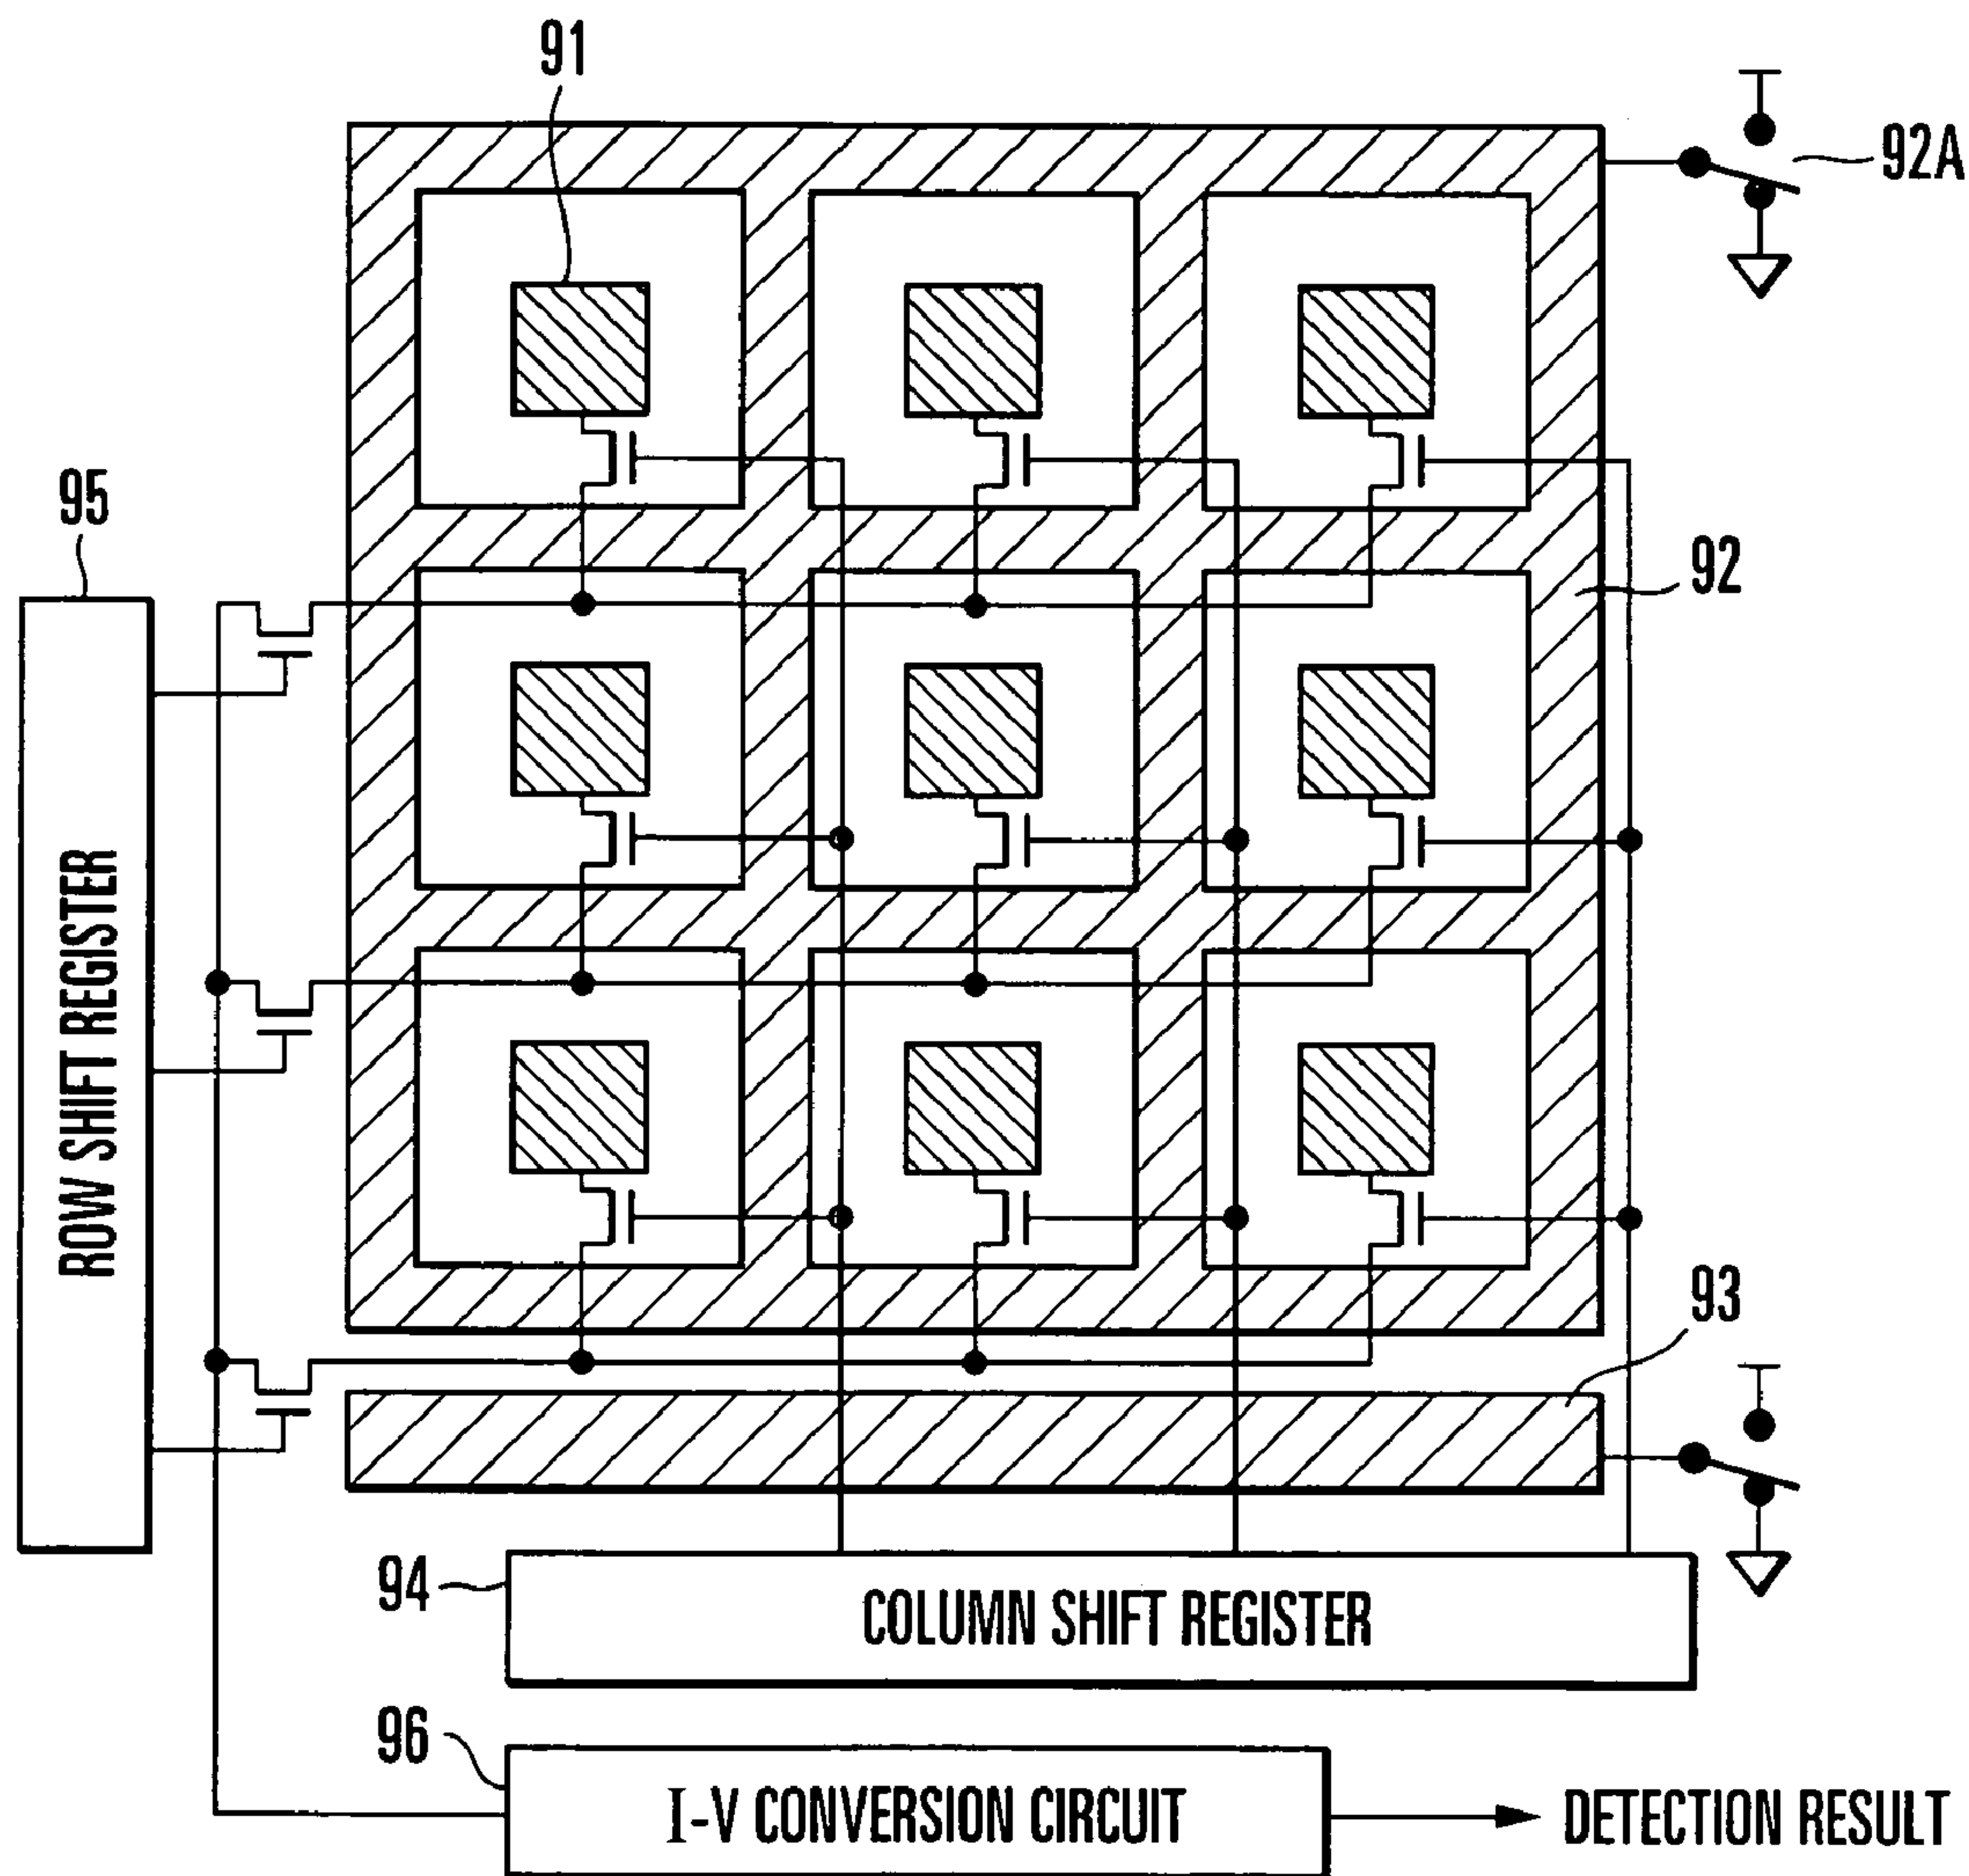 91
92A
95
92
ROW SHIFT REGISTER
93
94
COLUMN SHIFT REGISTER
96
I-V CONVERSION CIRCUIT
DETECTION RESULT